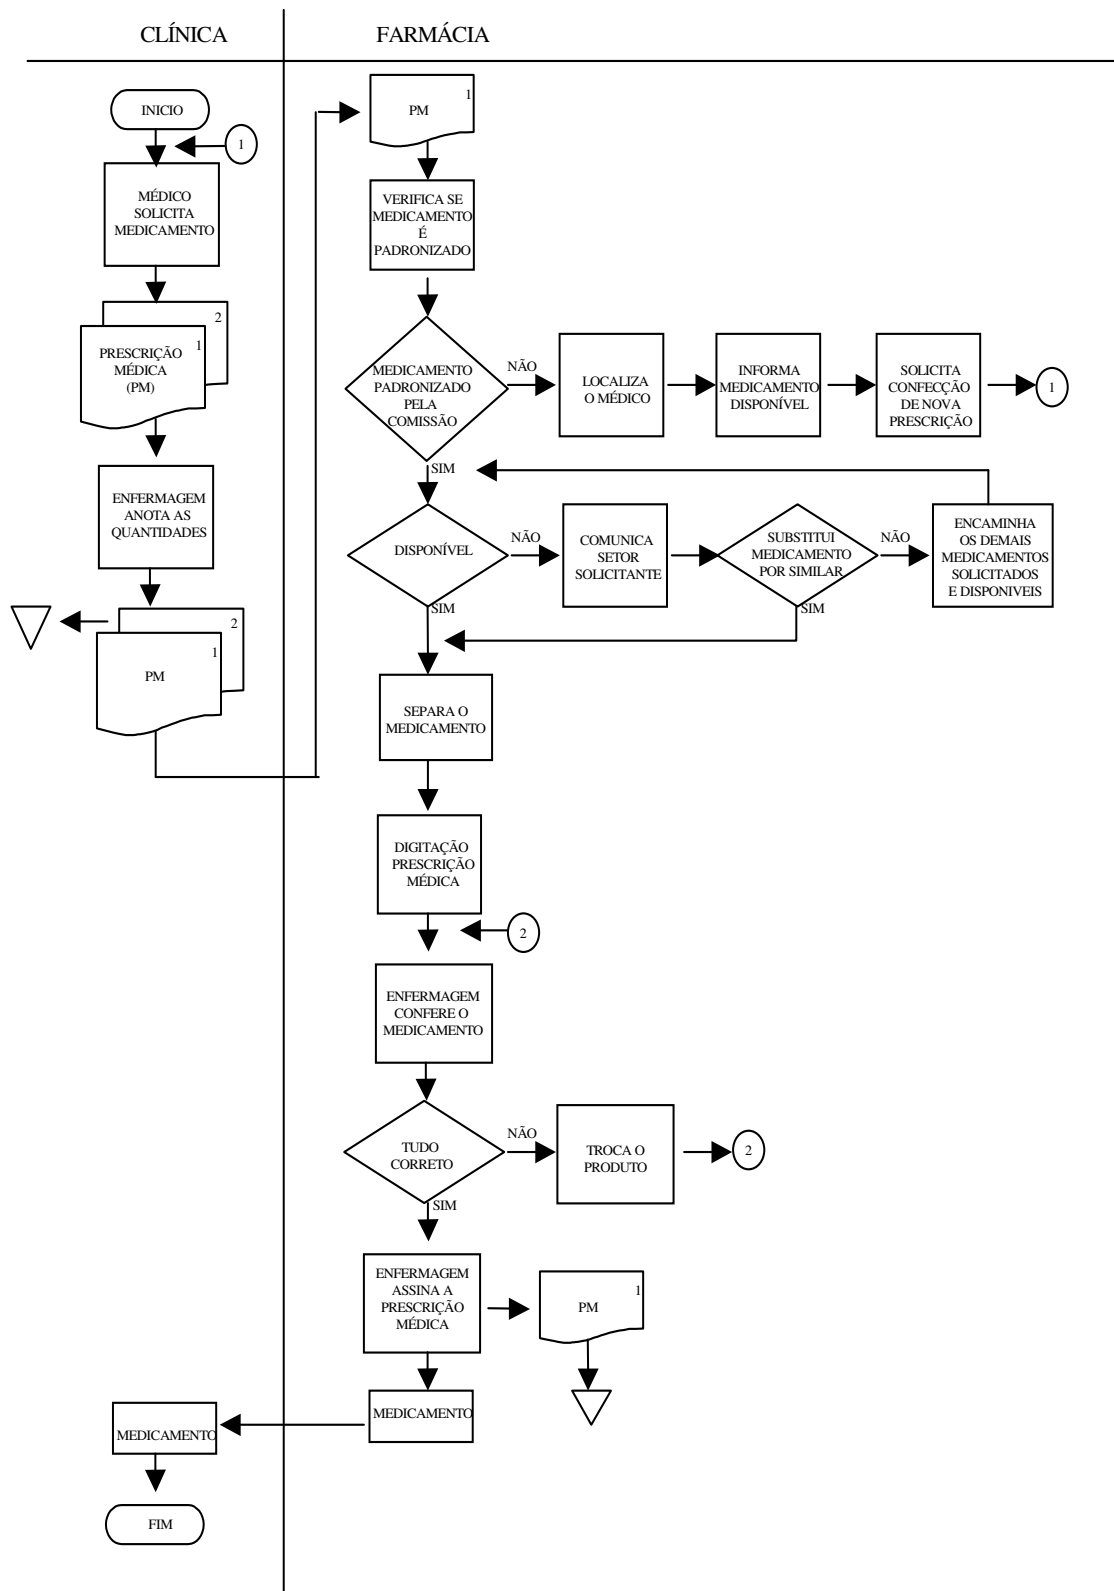 CLÍNICA
FARMÁCIA
INICIO
1
MÉDICO
SOLICITA
MEDICAMENTO
2
1
PRESCRIÇÃO
MÉDICA
(PM)
ENFERMAGEM
ANOTA AS
QUANTIDADES
2
1
PM
1
PM
VERIFICA SE
MEDICAMENTO
É
PADRONIZADO
MEDICAMENTO
PADRONIZADO
PELA
COMISSÃO
NÃO
LOCALIZA
O MÉDICO
INFORMA
MEDICAMENTO
DISPONÍVEL
SOLICITA
CONFECÇÃO
DE NOVA
PRESCRIÇÃO
1
SIM
DISPONÍVEL
NÃO
COMUNICA
SETOR
SOLICITANTE
SUBSTITUI
MEDICAMENTO
POR SIMILAR
NÃO
ENCAMINHA
OS DEMAIS
MEDICAMENTOS
SOLICITADOS
E DISPONIVEIS
SIM
SIM
SEPARA O
MEDICAMENTO
DIGITAÇÃO
PRESCRIÇÃO
MÉDICA
2
ENFERMAGEM
CONFERE O
MEDICAMENTO
TUDO
CORRETO
NÃO
TROCA O
PRODUTO
2
SIM
ENFERMAGEM
ASSINA A
PRESCRIÇÃO
MÉDICA
1
PM
MEDICAMENTO
MEDICAMENTO
FIM